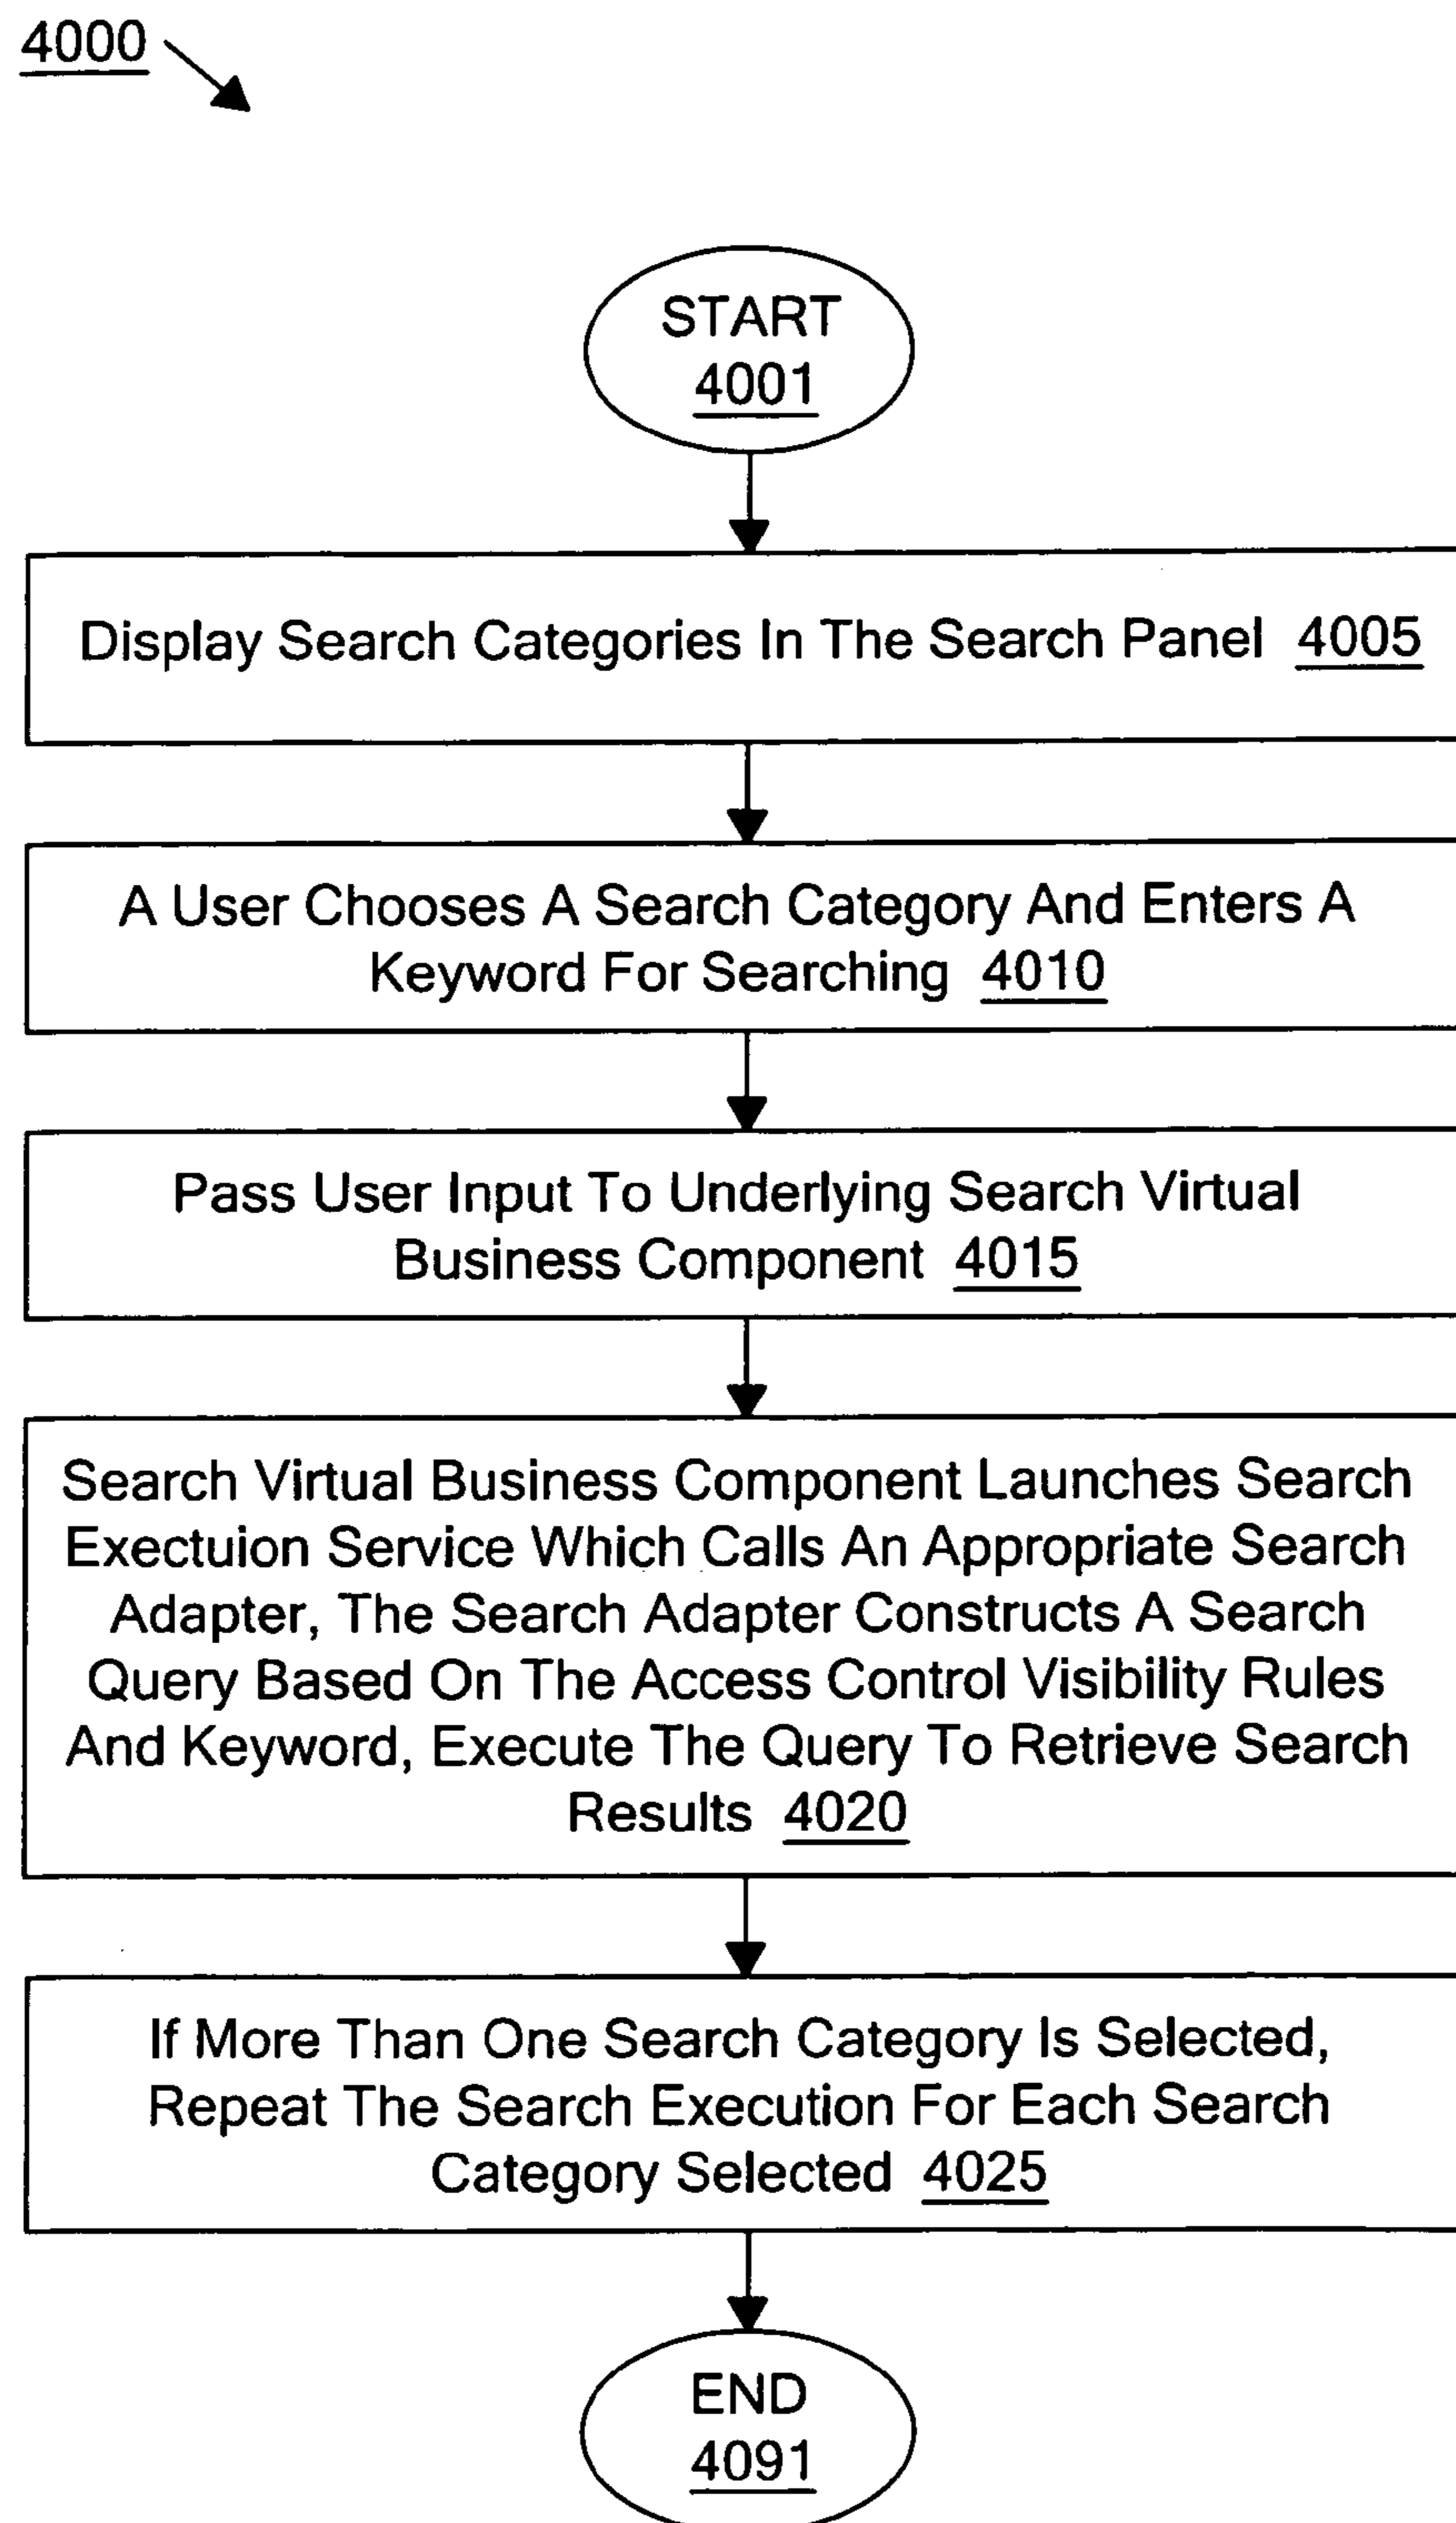 4000
START
4001
Display Search Categories In The Search Panel 4005
A User Chooses A Search Category And Enters A
Keyword For Searching 4010
Pass User Input To Underlying Search Virtual
Business Component 4015
Search Virtual Business Component Launches Search
Exectuion Service Which Calls An Appropriate Search
Adapter, The Search Adapter Constructs A Search
Query Based On The Access Control Visibility Rules
And Keyword, Execute The Query To Retrieve Search
Results 4020
If More Than One Search Category Is Selected,
Repeat The Search Execution For Each Search
Category Selected 4025
END
4091